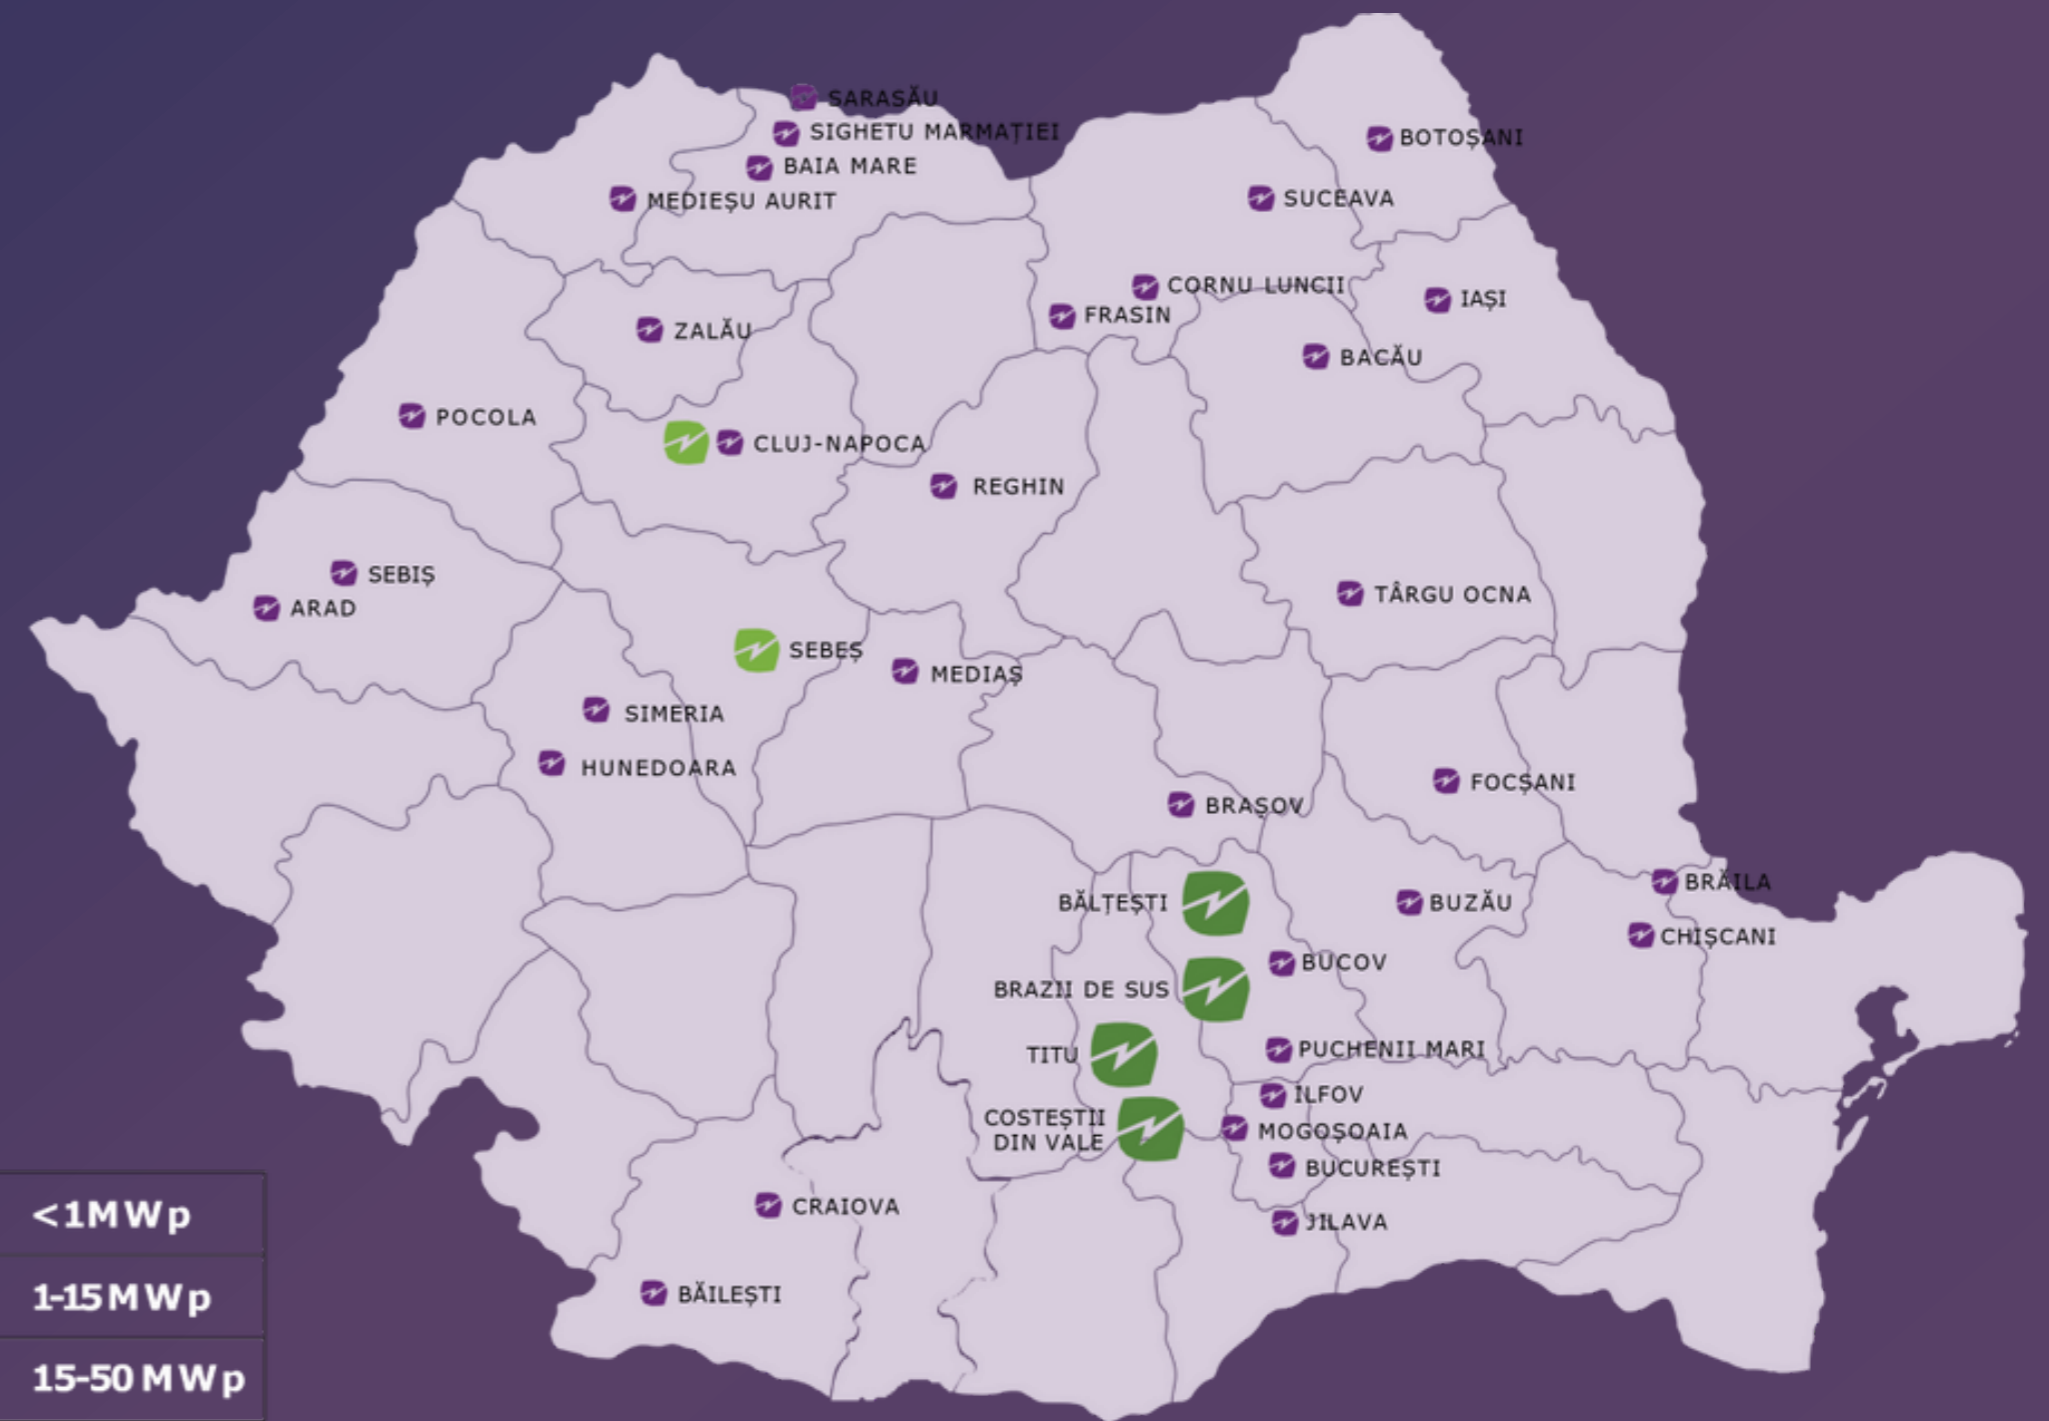 SARASĂU
SIGHETU MARMAȚIEI
BOTOȘANI
BAIA MARE
MEDIEȘU AURIT
SUCEAVA
CORNU LUNCII
IAȘI
FRASIN
ZALĂU
BACĂU
POCOLA
CLUJ-NAPOCA
REGHIN
SEBIȘ
TÂRGU OCNA
ARAD
SEBEȘ
MEDIAȘ
SIMERIA
HUNEDOARA
FOCȘANI
BRAȘOV
BRĂILA
BĂLȚEȘTI
BUZĂU
CHIȘCANI
BUCOV
BRAZII DE SUS
PUCHENII MARI
TITU
ILFOV
COSTEȘTII
DIN VALE
MOGOȘOAIA
BUCUREȘTI
CRAIOVA
JILAVA
BĂILEȘTI
<1MWp
1-15MWp
15-50MWp